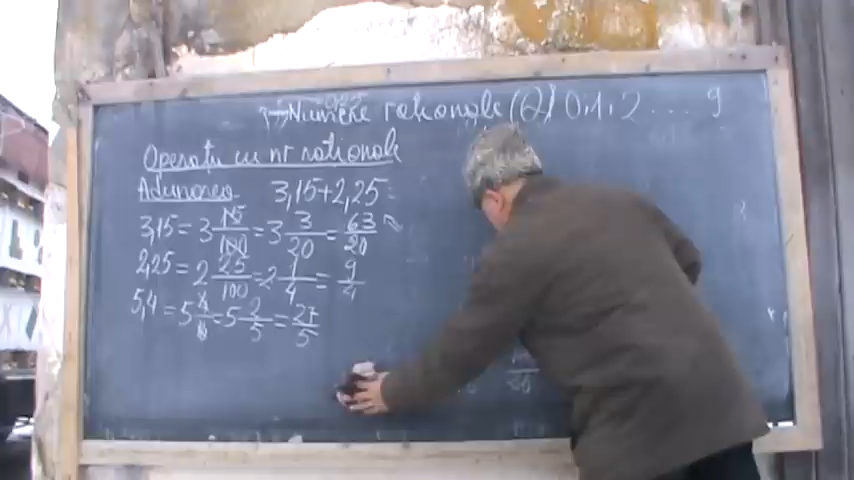 Numere raționale (Q) 0,1,2 .... 9
Operații cu nr raționale
Adunarea 3,15+2,25=
3,15 = 3 15/100 = 3 3/20 = 63/20
2,25 = 2 25/100 = 2 1/4 = 9/4
5,4 = 5 4/10 = 5 2/5 = 27/5